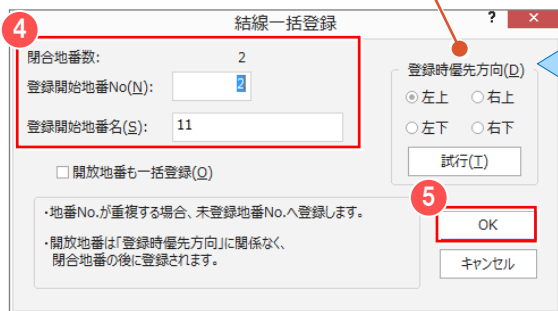 4
結線一括登録
? ×
閉合地番数: 2
登録開始地番No(N): 2
登録開始地番名(S): 11
開放地番も一括登録(O)
登録時優先方向(D)
左上 右上
左下 右下
試行(T)
・地番No.が重複する場合、未登録地番No.へ登録します。
・開放地番は「登録時優先方向」に関係なく、
閉合地番の後に登録されます。
5
OK
キャンセル